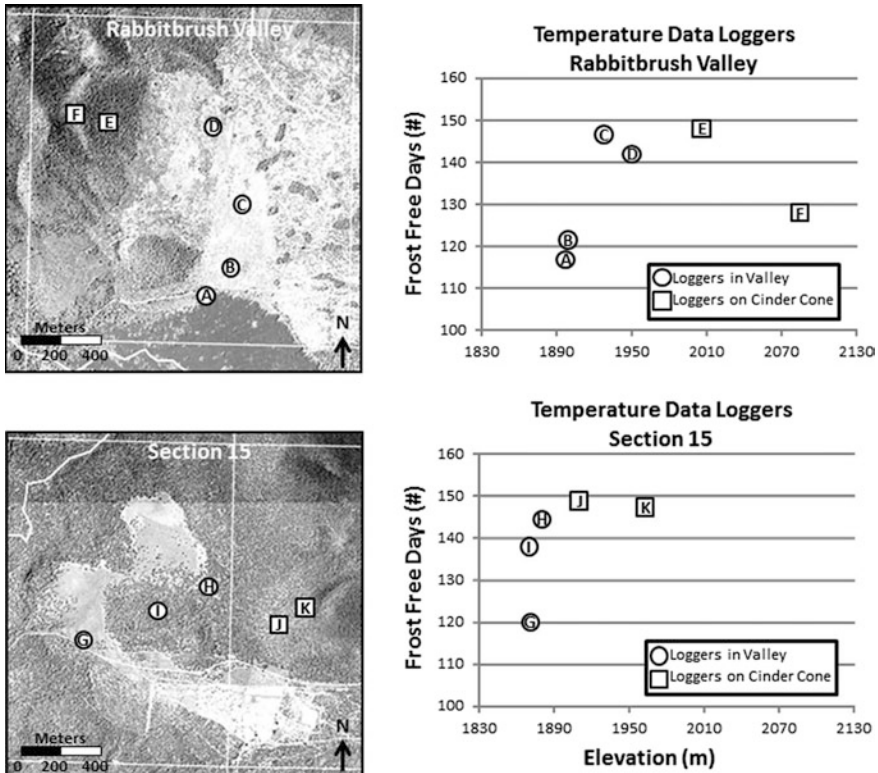 Rabbitbrush Valley
F
E
D
C
B
A
Meters
0 200 400
N
Temperature Data Loggers
Rabbitbrush Valley
Frost Free Days (#)
160
150
140
130
120
110
100
C
D
E
F
B
A
Loggers in Valley
Loggers on Cinder Cone
1830 1890 1950 2010 2070 2130
Section 15
H
I
K
J
G
Meters
0 200 400
N
Temperature Data Loggers
Section 15
Frost Free Days (#)
160
150
140
130
120
110
100
J
K
H
I
G
Loggers in Valley
Loggers on Cinder Cone
1830 1890 1950 2010 2070 2130
Elevation (m)